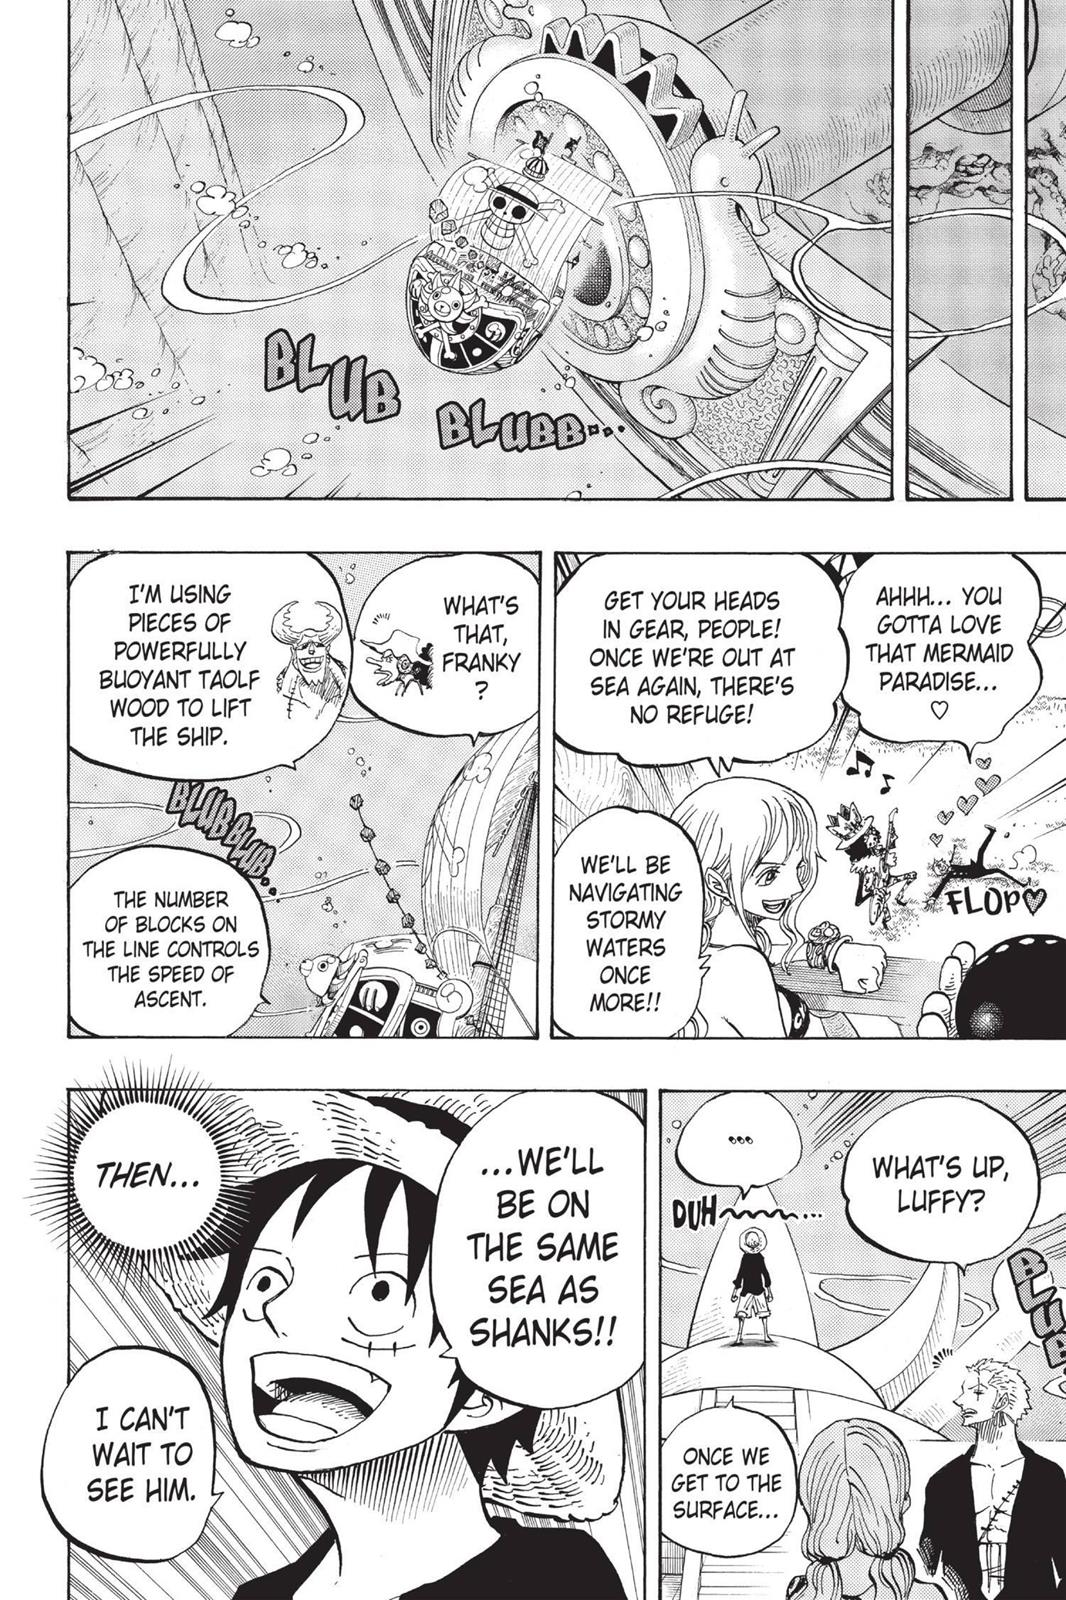 BLUB
BLUBB...
AHHH... YOU
GOTTA LOVE
THAT MERMAID
PARADISE...
♡
GET YOUR HEADS
IN GEAR, PEOPLE!
ONCE WE'RE OUT AT
SEA AGAIN, THERE'S
NO REFUGE!
FLOP♡
WE'LL BE
NAVIGATING
STORMY
WATERS
ONCE
MORE!!
WHAT'S
THAT,
FRANKY
?
I'M USING
PIECES OF
POWERFULLY
BUOYANT TAOLF
WOOD TO LIFT
THE SHIP.
BLUB BLUB...
THE NUMBER
OF BLOCKS ON
THE LINE CONTROLS
THE SPEED OF
ASCENT.
WHAT'S UP,
LUFFY?
...
DUH~...
BLUB
ONCE WE
GET TO THE
SURFACE...
...WE'LL
BE ON
THE SAME
SEA AS
SHANKS!!
THEN...
I CAN'T
WAIT TO
SEE HIM.